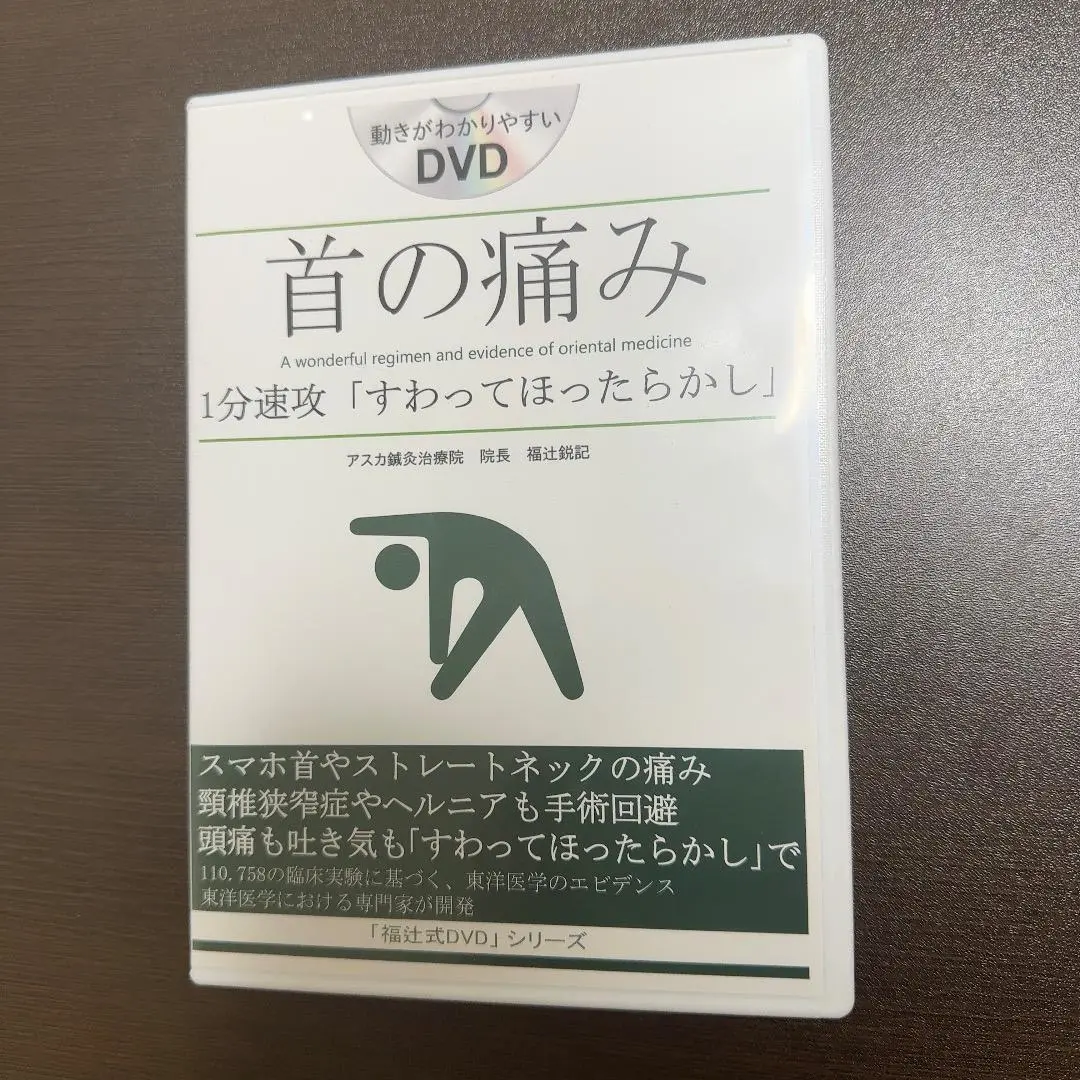 動きがわかりやすい
DVD
首の痛み
A wonderful regimen and evidence of oriental medicine
1分速攻「すわってほったらかし」
アスカ鍼灸治療院 院長 福辻鋭記
スマホ首やストレートネックの痛み
頸椎狭窄症やヘルニアも手術回避
頭痛も吐き気も「すわってほったらかし」で
110.758の臨床実験に基づく、東洋医学のエビデンス
東洋医学における専門家が開発
「福辻式DVD」シリーズ